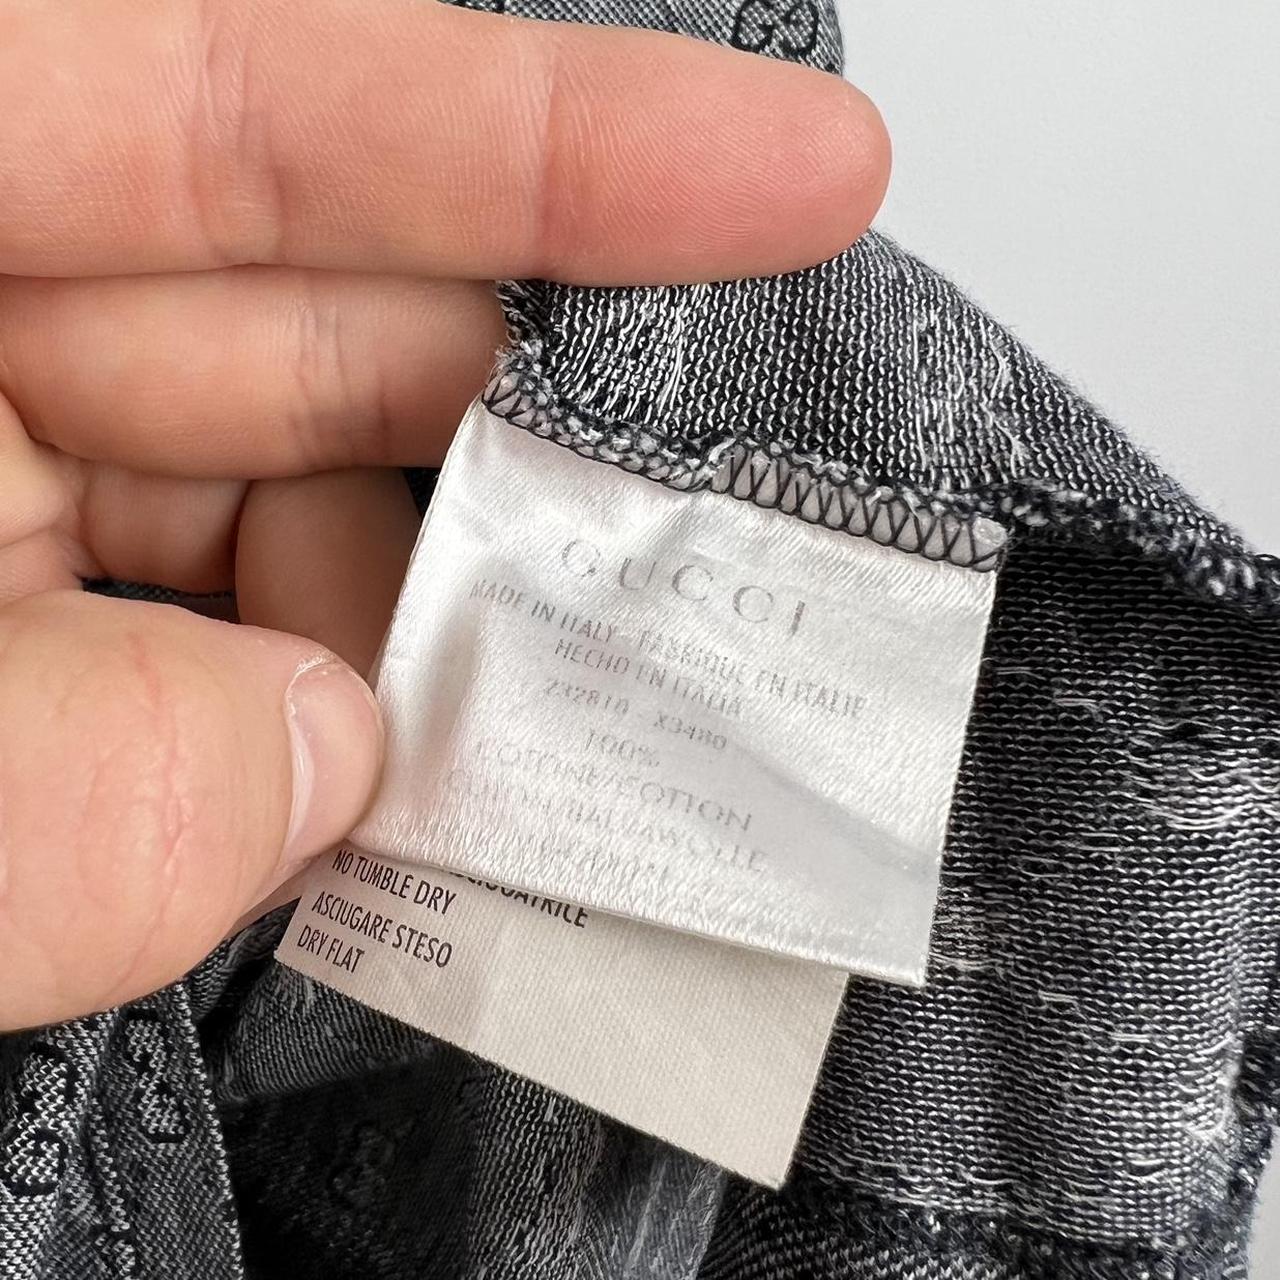 GUCCI
MADE IN ITALY - FABRIQUE EN ITALIE
HECHO EN ITALIA
232810 X3480
100%
COTONE/COTTON
NO TUMBLE DRY
ASCIUGARE STESO
DRY FLAT